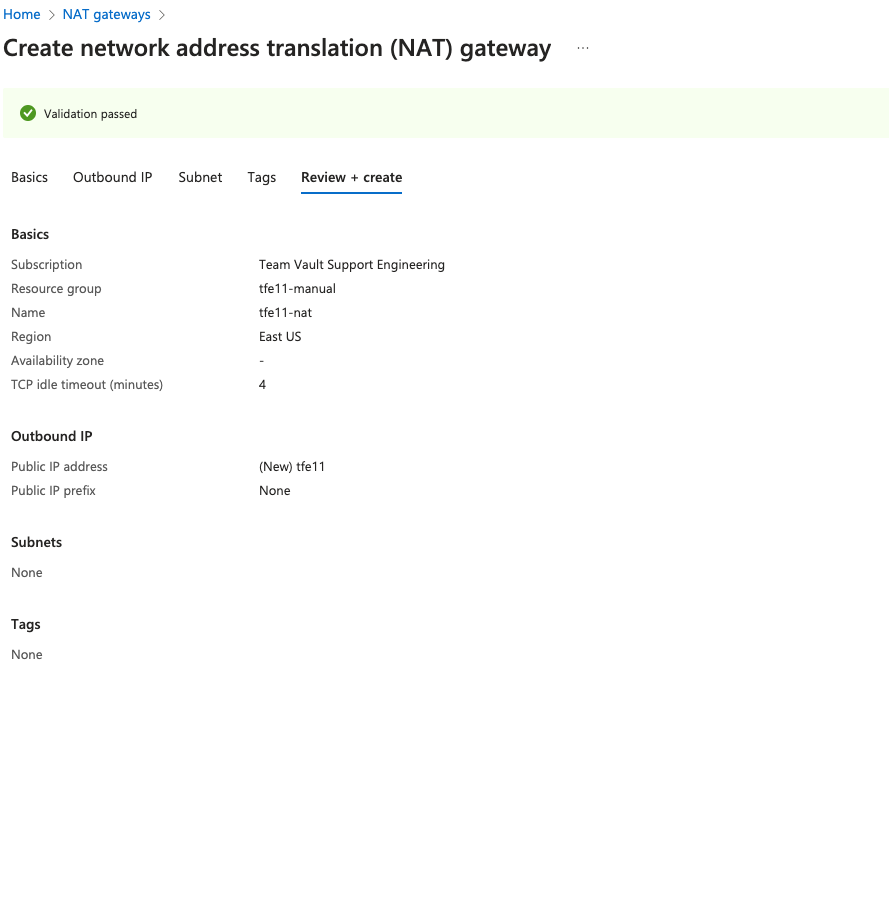 Home > NAT gateways >
Create network address translation (NAT) gateway ...
Validation passed
Basics Outbound IP Subnet Tags Review + create
Basics
Subscription Team Vault Support Engineering
Resource group tfe11-manual
Name tfe11-nat
Region East US
Availability zone -
TCP idle timeout (minutes) 4
Outbound IP
Public IP address (New) tfe11
Public IP prefix None
Subnets
None
Tags
None